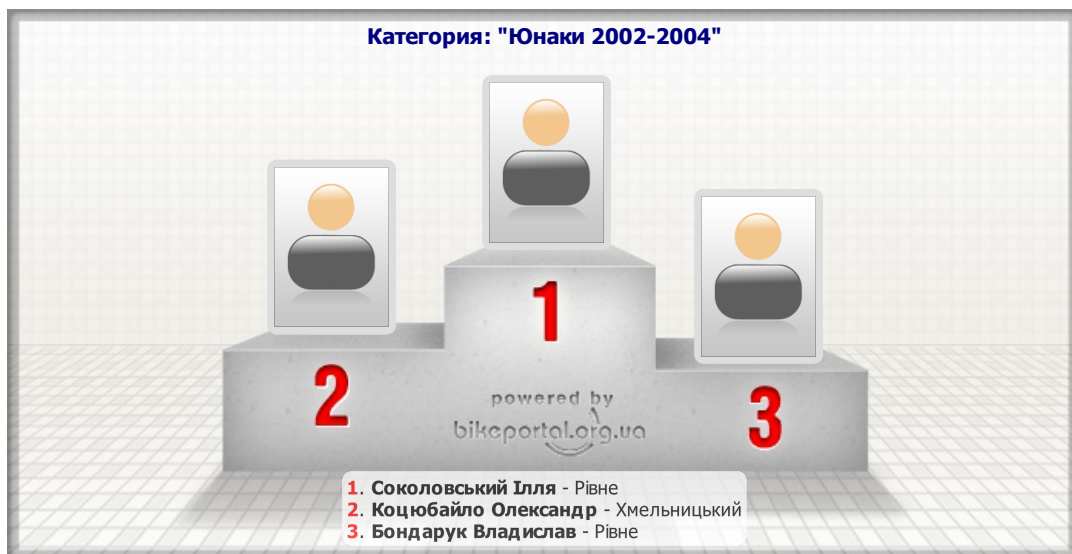 Категория: "Юнаки 2002-2004"
1
2
3
powered by
bikeportal.org.ua
1. Соколовський Ілля - Рівне
2. Коцюбайло Олександр - Хмельницький
3. Бондарук Владислав - Рівне